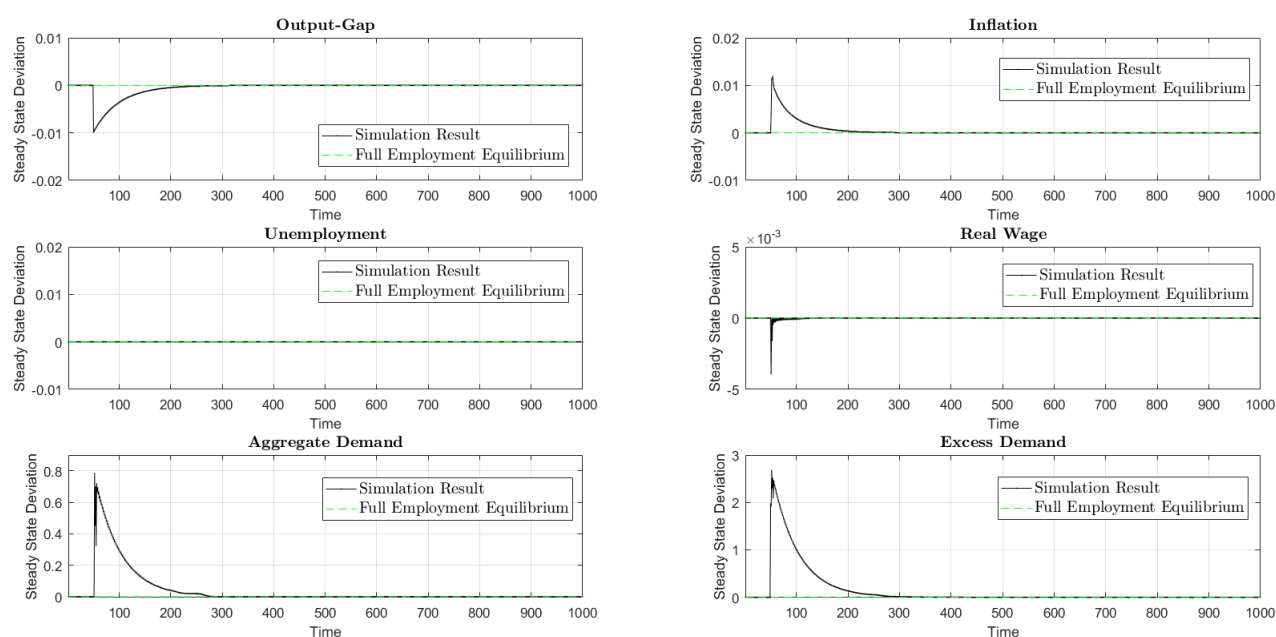 Output-Gap
Steady State Deviation
0.01
0
-0.01
-0.02
Simulation Result
Full Employment Equilibrium
100 200 300 400 500 600 700 800 900 1000
Time
Inflation
Steady State Deviation
0.02
0.01
0
-0.01
Simulation Result
Full Employment Equilibrium
100 200 300 400 500 600 700 800 900 1000
Time
Unemployment
Steady State Deviation
0.02
0.01
0
-0.01
Simulation Result
Full Employment Equilibrium
100 200 300 400 500 600 700 800 900 1000
Time
Real Wage
×10⁻³
Steady State Deviation
5
0
-5
Simulation Result
Full Employment Equilibrium
100 200 300 400 500 600 700 800 900 1000
Time
Aggregate Demand
Steady State Deviation
0.8
0.6
0.4
0.2
0
Simulation Result
Full Employment Equilibrium
100 200 300 400 500 600 700 800 900 1000
Time
Excess Demand
Steady State Deviation
3
2
1
0
Simulation Result
Full Employment Equilibrium
100 200 300 400 500 600 700 800 900 1000
Time